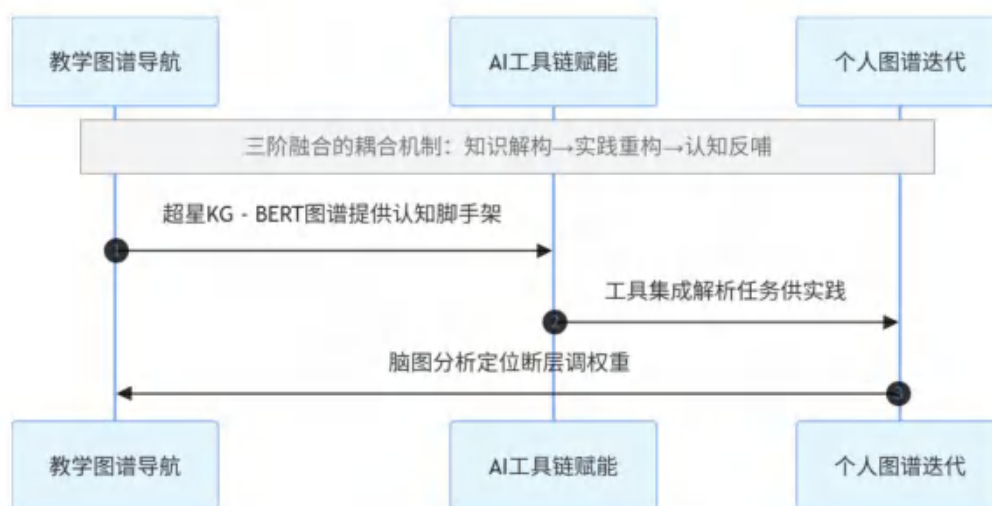 教学图谱导航
AI工具链赋能
个人图谱迭代
三阶融合的耦合机制：知识解构→实践重构→认知反哺
超星KG - BERT图谱提供认知脚手架
1
工具集成解析任务供实践
2
脑图分析定位断层调权重
3
教学图谱导航
AI工具链赋能
个人图谱迭代